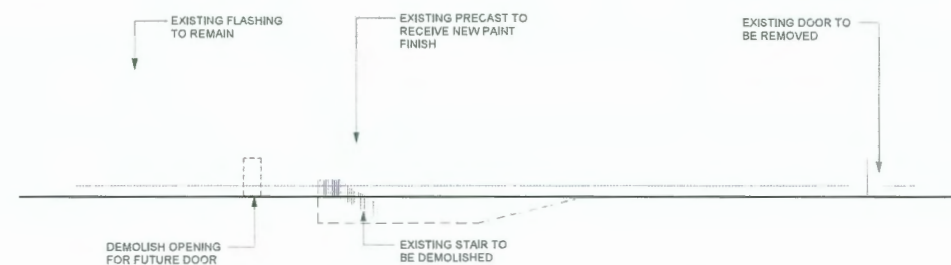 EXISTING FLASHING
TO REMAIN
EXISTING PRECAST TO
RECEIVE NEW PAINT
FINISH
EXISTING DOOR TO
BE REMOVED
DEMOLISH OPENING
FOR FUTURE DOOR
EXISTING STAIR TO
BE DEMOLISHED